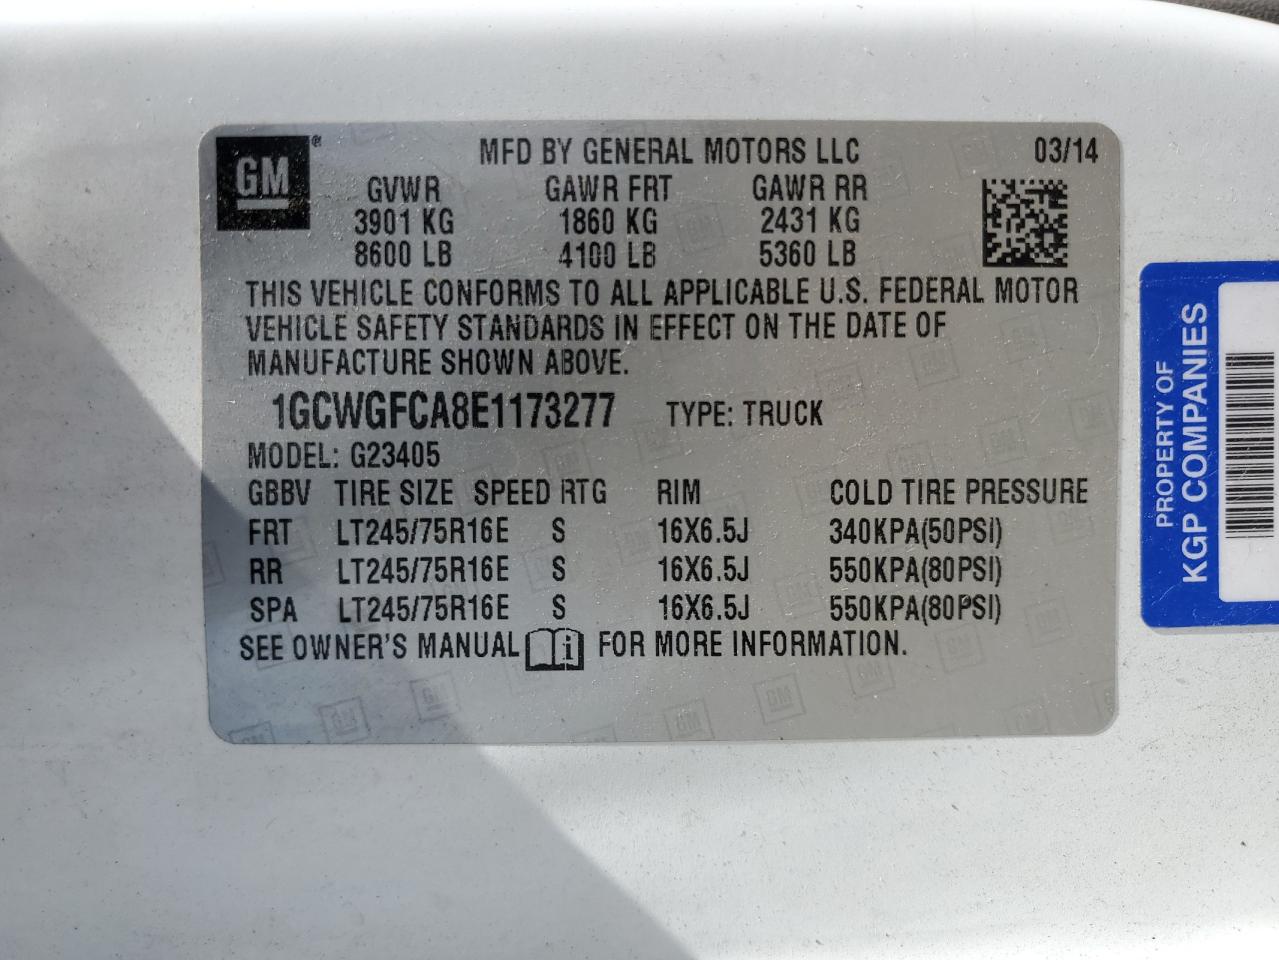 GM ®
MFD BY GENERAL MOTORS LLC 03/14
GVWR GAWR FRT GAWR RR
3901 KG 1860 KG 2431 KG
8600 LB 4100 LB 5360 LB
THIS VEHICLE CONFORMS TO ALL APPLICABLE U.S. FEDERAL MOTOR
VEHICLE SAFETY STANDARDS IN EFFECT ON THE DATE OF
MANUFACTURE SHOWN ABOVE.
1GCWGFCA8E1173277 TYPE: TRUCK
MODEL: G23405
GBBV TIRE SIZE SPEED RTG RIM COLD TIRE PRESSURE
FRT LT245/75R16E S 16X6.5J 340KPA(50PSI)
RR LT245/75R16E S 16X6.5J 550KPA(80PSI)
SPA LT245/75R16E S 16X6.5J 550KPA(80PSI)
SEE OWNER'S MANUAL i FOR MORE INFORMATION.
PROPERTY OF
KGP COMPANIES